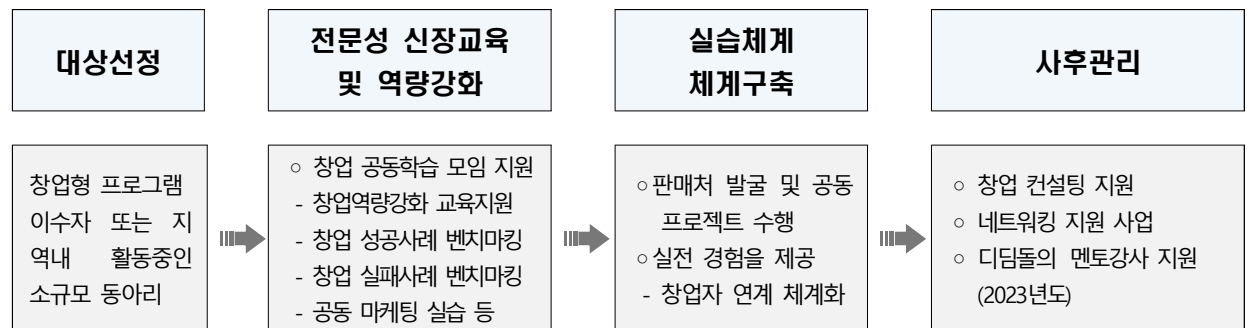 대상선정
전문성 신장교육
및 역량강화
실습체계
체계구축
사후관리
창업형 프로그램
이수자 또는 지
역내 활동중인
소규모 동아리
○ 창업 공동학습 모임 지원
- 창업역량강화 교육지원
- 창업 성공사례 벤치마킹
- 창업 실패사례 벤치마킹
- 공동 마케팅 실습 등
○판매처 발굴 및 공동
프로젝트 수행
○실전 경험을 제공
- 창업자 연계 체계화
○ 창업 컨설팅 지원
○ 네트워킹 지원 사업
○ 디딤돌의 멘토강사 지원
(2023년도)